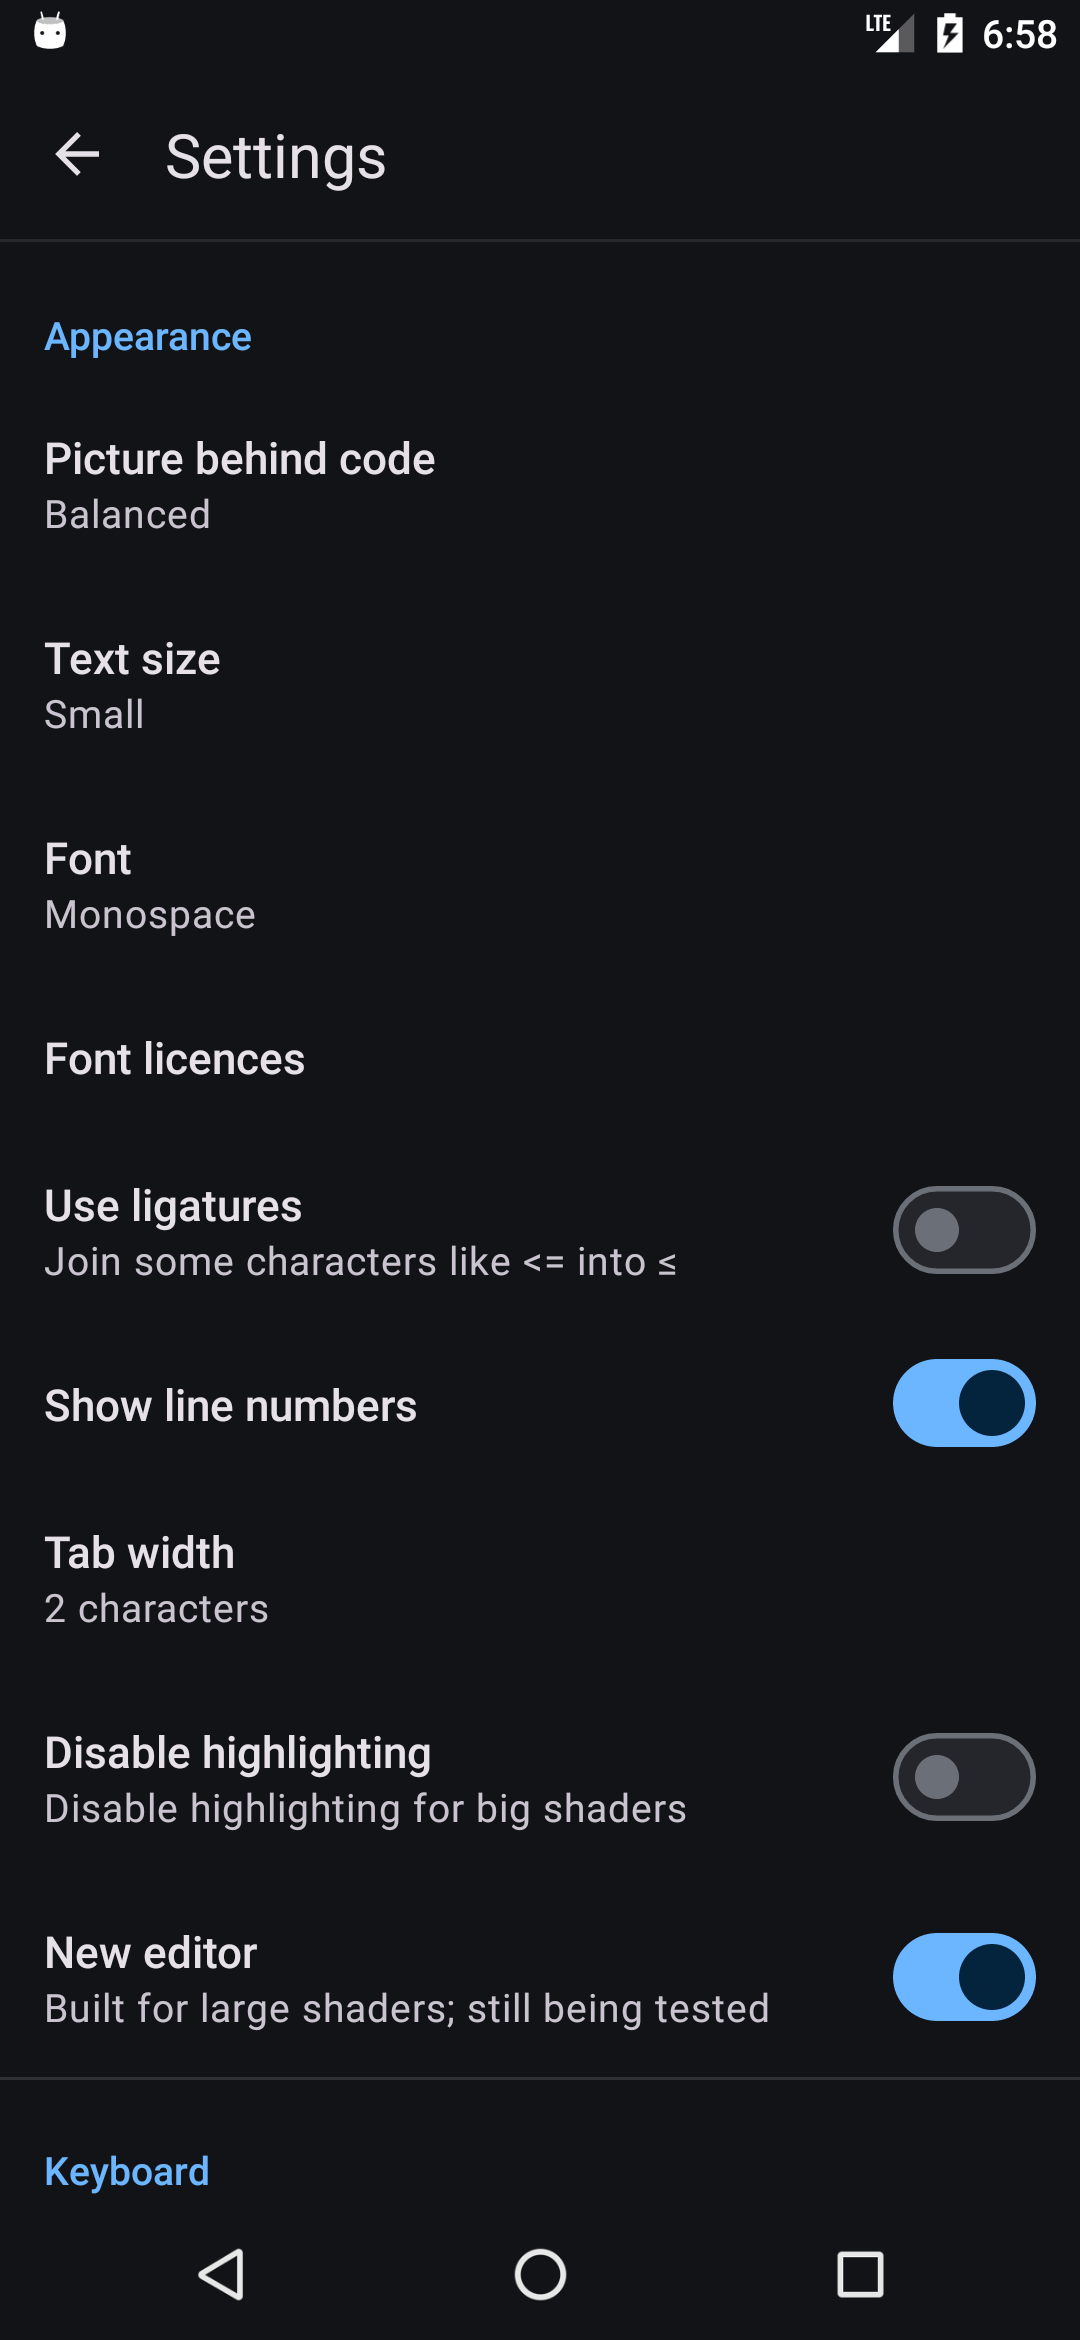 LTE 6:58
Settings
Appearance
Picture behind code
Balanced
Text size
Small
Font
Monospace
Font licences
Use ligatures
Join some characters like <= into ≤
Show line numbers
Tab width
2 characters
Disable highlighting
Disable highlighting for big shaders
New editor
Built for large shaders; still being tested
Keyboard